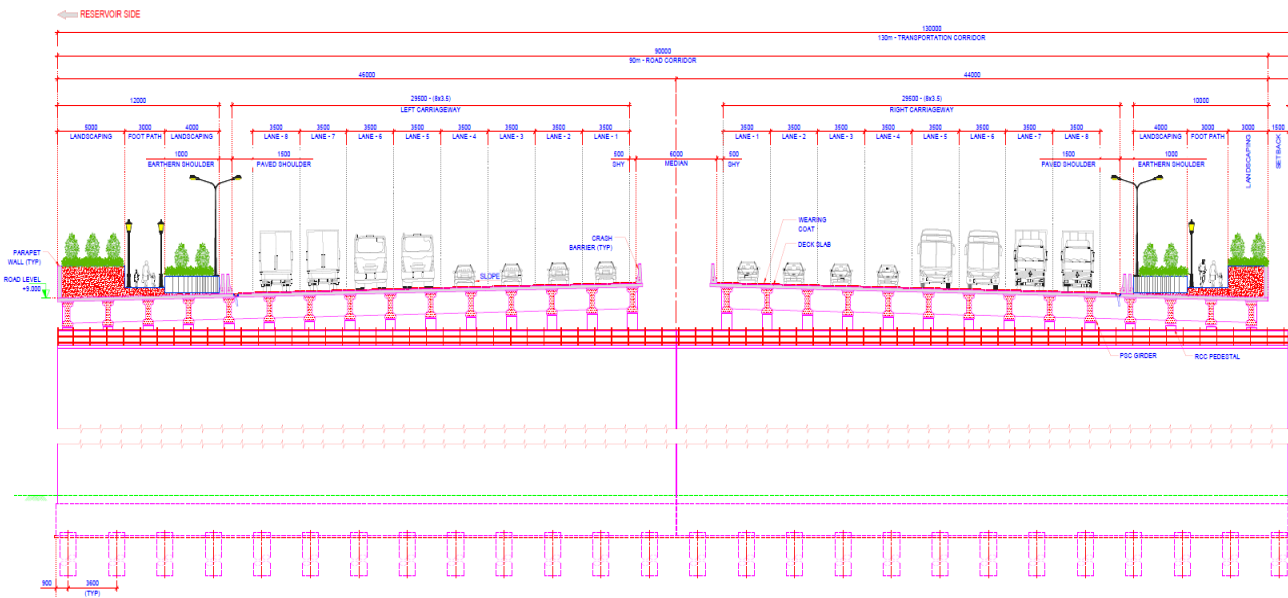 RESERVOIR SIDE
130000
130m - TRANSPORTATION CORRIDOR
90000
90m - ROAD CORRIDOR
46000
44000
12000
29500 - (8x3.5)
LEFT CARRIAGEWAY
29500 - (8x3.5)
RIGHT CARRIAGEWAY
10000
5000
LANDSCAPING
3000
FOOT PATH
4000
LANDSCAPING
3500
LANE - 8
3500
LANE - 7
3500
LANE - 6
3500
LANE - 5
3500
LANE - 4
3500
LANE - 3
3500
LANE - 2
3500
LANE - 1
3500
LANE - 1
3500
LANE - 2
3500
LANE - 3
3500
LANE - 4
3500
LANE - 5
3500
LANE - 6
3500
LANE - 7
3500
LANE - 8
4000
LANDSCAPING
3000
FOOT PATH
3000
LANDSCAPING
1500
SETBACK
1000
EARTHERN SHOULDER
1500
PAVED SHOULDER
500
SHY
6000
MEDIAN
500
SHY
1500
PAVED SHOULDER
1000
EARTHERN SHOULDER
PARAPET
WALL (TYP)
ROAD LEVEL
+9.000
SLOPE
CRASH
BARRIER (TYP)
WEARING
COAT
DECK SLAB
PSC GIRDER
RCC PEDESTAL
900
3600
(TYP)